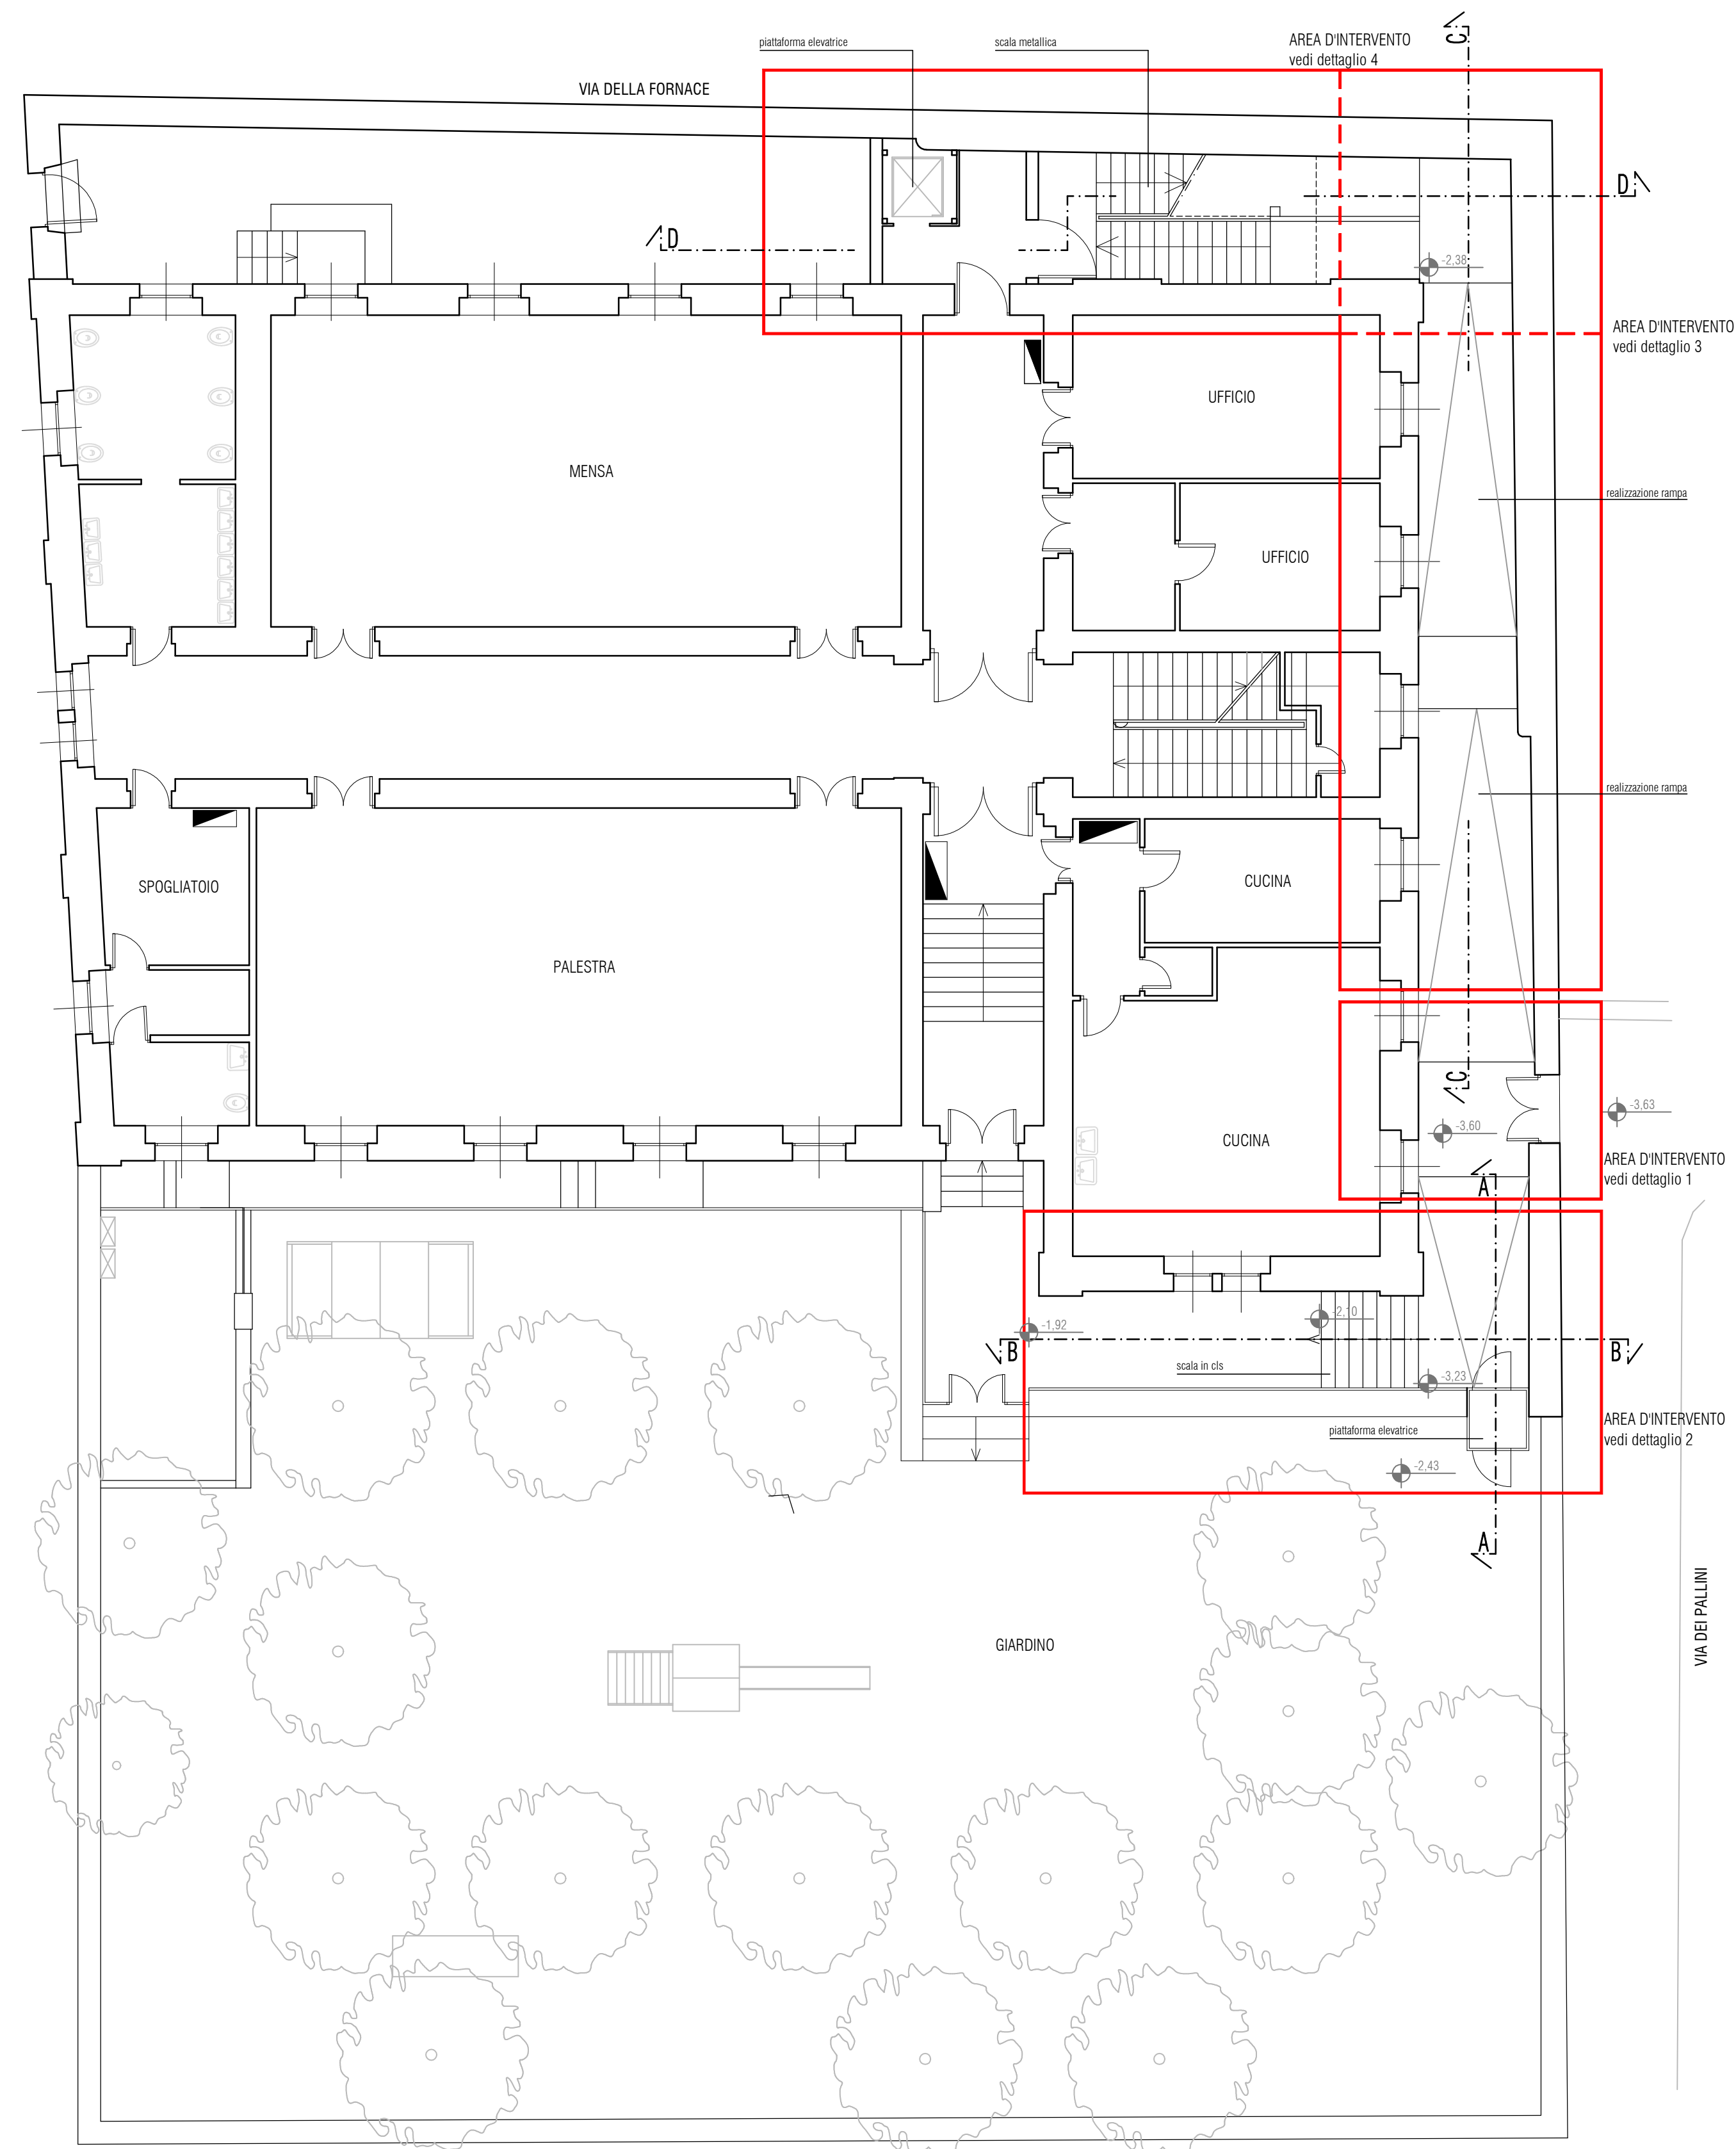 piattaforma elevatrice
scala metallica
AREA D'INTERVENTO
vedi dettaglio 4
C
VIA DELLA FORNACE
D
D
-2,38
AREA D'INTERVENTO
vedi dettaglio 3
UFFICIO
MENSA
realizzazione rampa
UFFICIO
realizzazione rampa
SPOGLIATOIO
CUCINA
PALESTRA
C
-3,63
-3,60
CUCINA
AREA D'INTERVENTO
vedi dettaglio 1
A
-2,10
-1,92
B
B
scala in cls
-3,23
AREA D'INTERVENTO
vedi dettaglio 2
piattaforma elevatrice
-2,43
A
GIARDINO
VIA DEI PALLINI